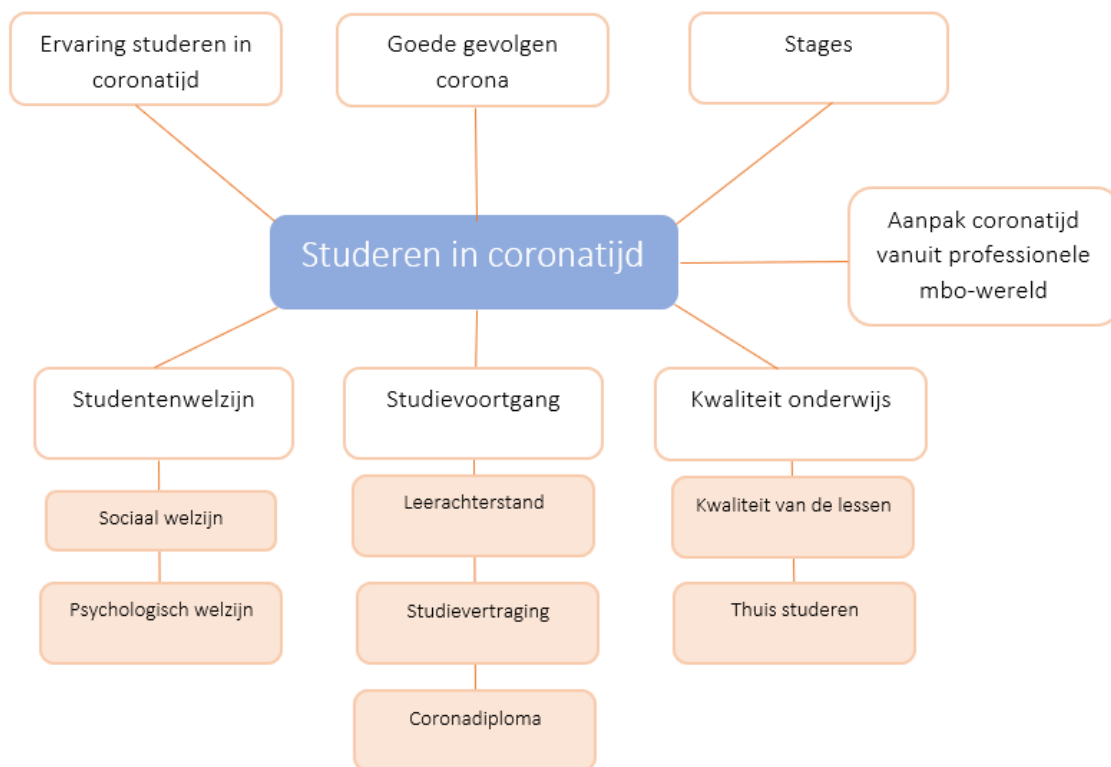 Ervaring studeren in
coronatijd
Goede gevolgen
corona
Stages
Aanpak coronatijd
vanuit professionele
mbo-wereld
Studeren in coronatijd
Studentenwelzijn
Studievoortgang
Kwaliteit onderwijs
Sociaal welzijn
Leerachterstand
Kwaliteit van de lessen
Psychologisch welzijn
Studievertraging
Thuis studeren
Coronadiploma